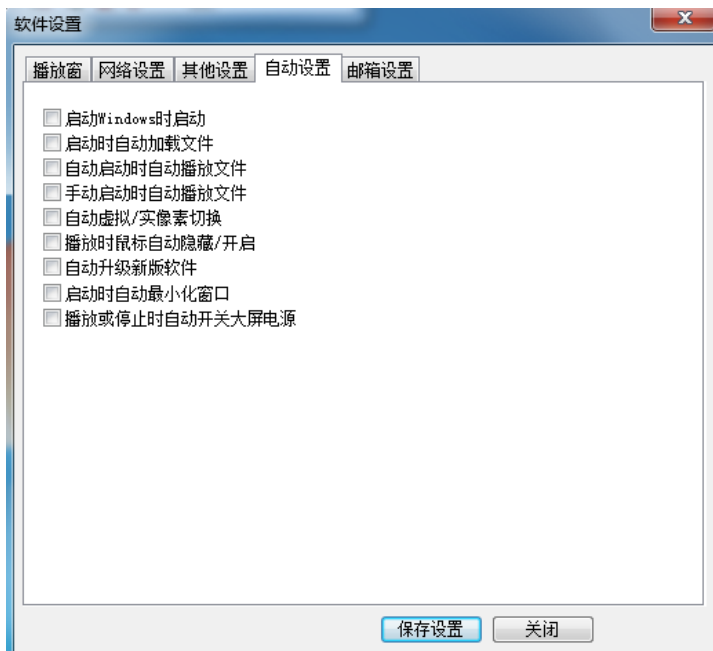 软件设置
播放窗 网络设置 其他设置 自动设置 邮箱设置
启动Windows时启动
启动时自动加载文件
自动启动时自动播放文件
手动启动时自动播放文件
自动虚拟/实像素切换
播放时鼠标自动隐藏/开启
自动升级新版软件
启动时自动最小化窗口
播放或停止时自动开关大屏电源
保存设置 关闭